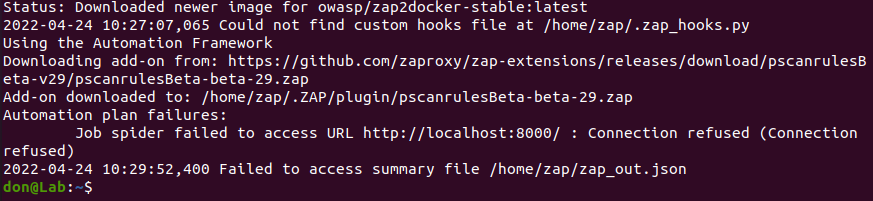 Status: Downloaded newer image for owasp/zap2docker-stable:latest
2022-04-24 10:27:07,065 Could not find custom hooks file at /home/zap/.zap_hooks.py
Using the Automation Framework
Downloading add-on from: https://github.com/zaproxy/zap-extensions/releases/download/pscanrulesB
eta-v29/pscanrulesBeta-beta-29.zap
Add-on downloaded to: /home/zap/.ZAP/plugin/pscanrulesBeta-beta-29.zap
Automation plan failures:
        Job spider failed to access URL http://localhost:8000/ : Connection refused (Connection
refused)
2022-04-24 10:29:52,400 Failed to access summary file /home/zap/zap_out.json
don@Lab:~$